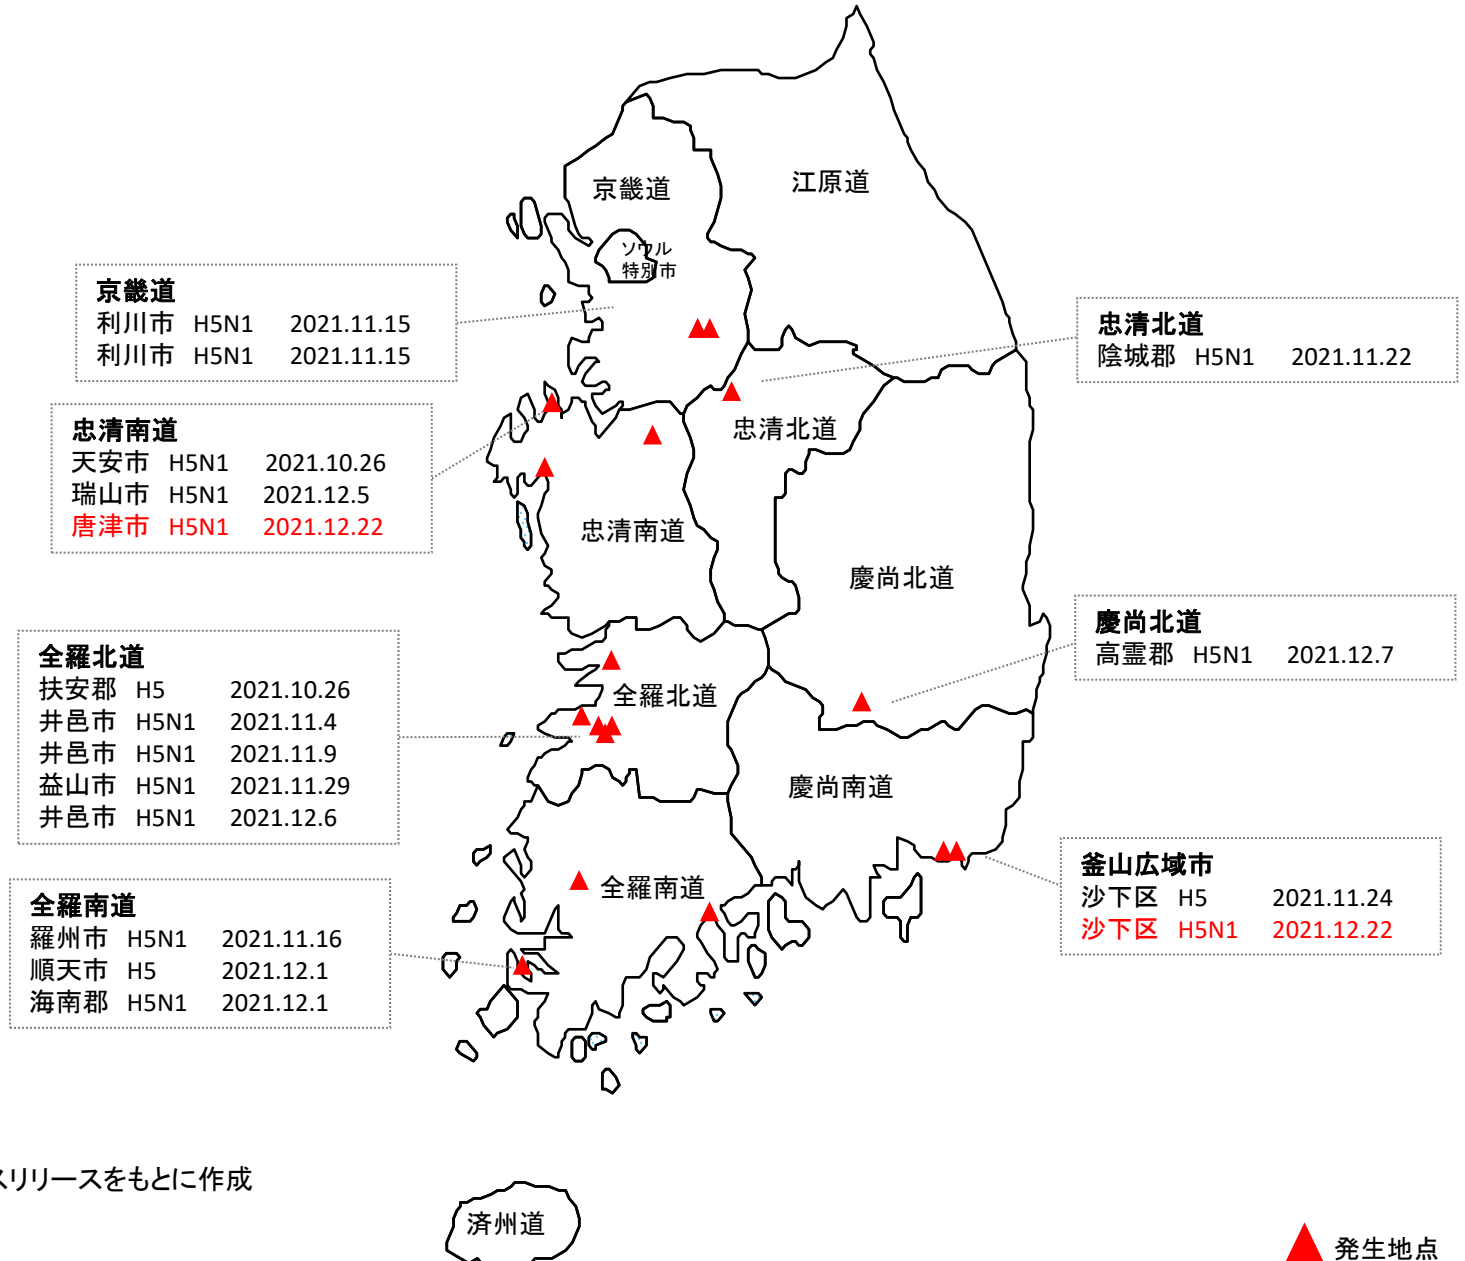 京畿道
江原道
ソウル
特別市
京畿道
利川市 H5N1 2021.11.15
利川市 H5N1 2021.11.15
忠清北道
陰城郡 H5N1 2021.11.22
忠清南道
天安市 H5N1 2021.10.26
瑞山市 H5N1 2021.12.5
唐津市 H5N1 2021.12.22
忠清北道
忠清南道
慶尚北道
慶尚北道
高霊郡 H5N1 2021.12.7
全羅北道
扶安郡 H5 2021.10.26
井邑市 H5N1 2021.11.4
井邑市 H5N1 2021.11.9
益山市 H5N1 2021.11.29
井邑市 H5N1 2021.12.6
全羅北道
慶尚南道
釜山広域市
沙下区 H5 2021.11.24
沙下区 H5N1 2021.12.22
全羅南道
羅州市 H5N1 2021.11.16
順天市 H5 2021.12.1
海南郡 H5N1 2021.12.1
全羅南道
スリリースをもとに作成
済州道
発生地点